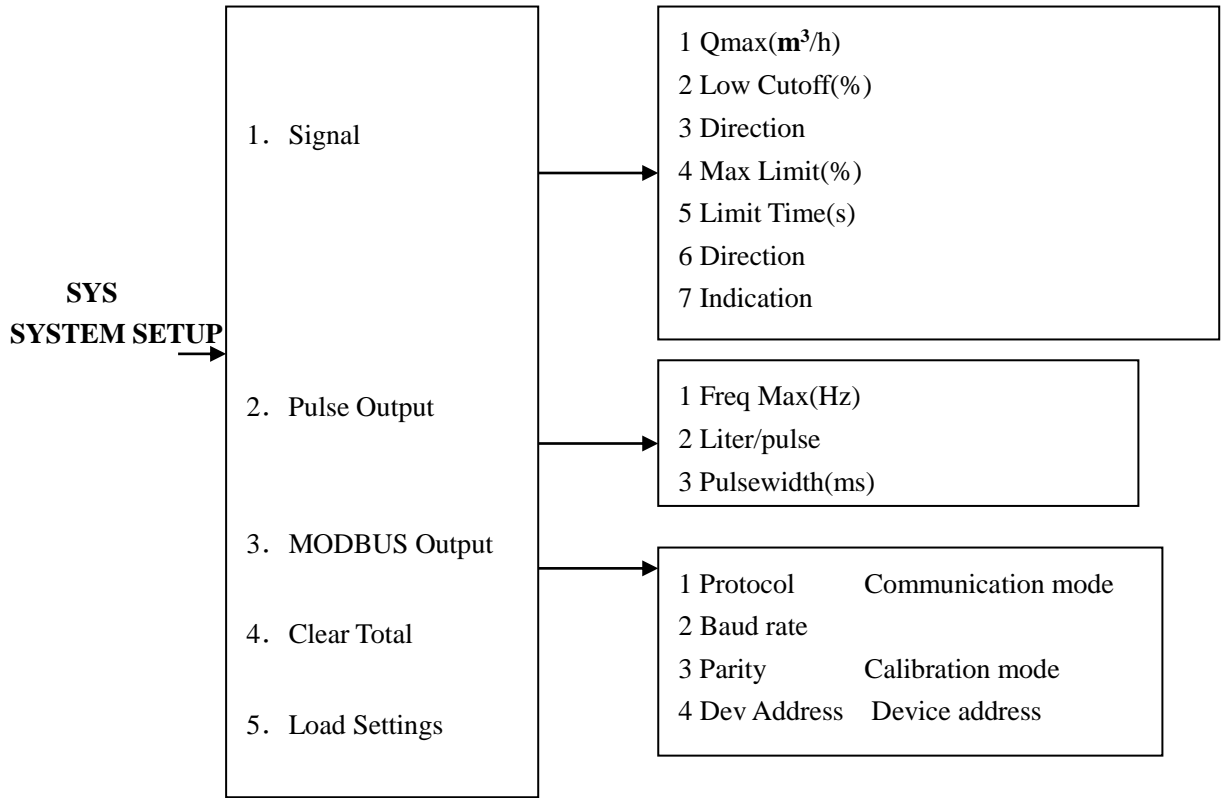 SYS
SYSTEM SETUP
1. Signal
2. Pulse Output
3. MODBUS Output
4. Clear Total
5. Load Settings
1 Qmax(m³/h)
2 Low Cutoff(%)
3 Direction
4 Max Limit(%)
5 Limit Time(s)
6 Direction
7 Indication
1 Freq Max(Hz)
2 Liter/pulse
3 Pulsewidth(ms)
1 Protocol Communication mode
2 Baud rate
3 Parity Calibration mode
4 Dev Address Device address